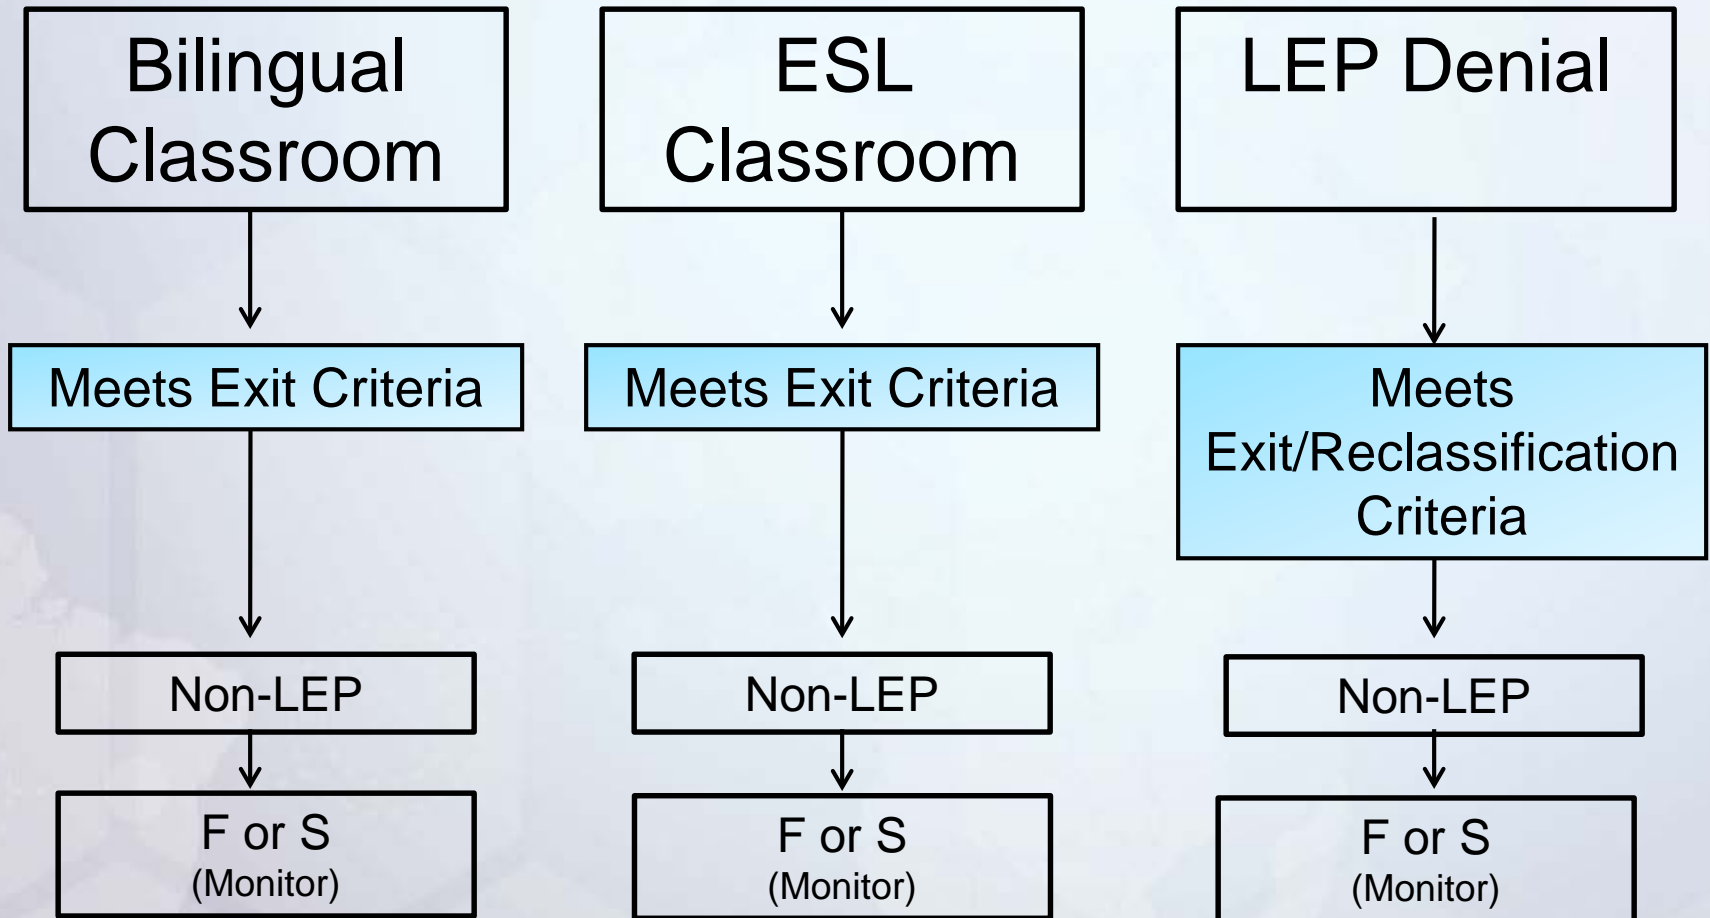 Bilingual
Classroom
ESL
Classroom
LEP Denial
Meets Exit Criteria
Meets Exit Criteria
Meets
Exit/Reclassification
Criteria
Non-LEP
Non-LEP
Non-LEP
F or S
(Monitor)
F or S
(Monitor)
F or S
(Monitor)